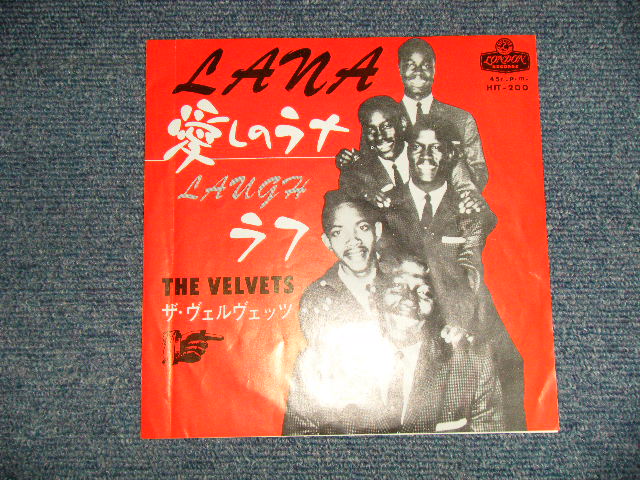 LANA
愛しのラナ
LAUGH
ラフ
THE VELVETS
ザ・ヴェルヴェッツ
LONDON
RECORDS
45r.p.m.
HIT-200